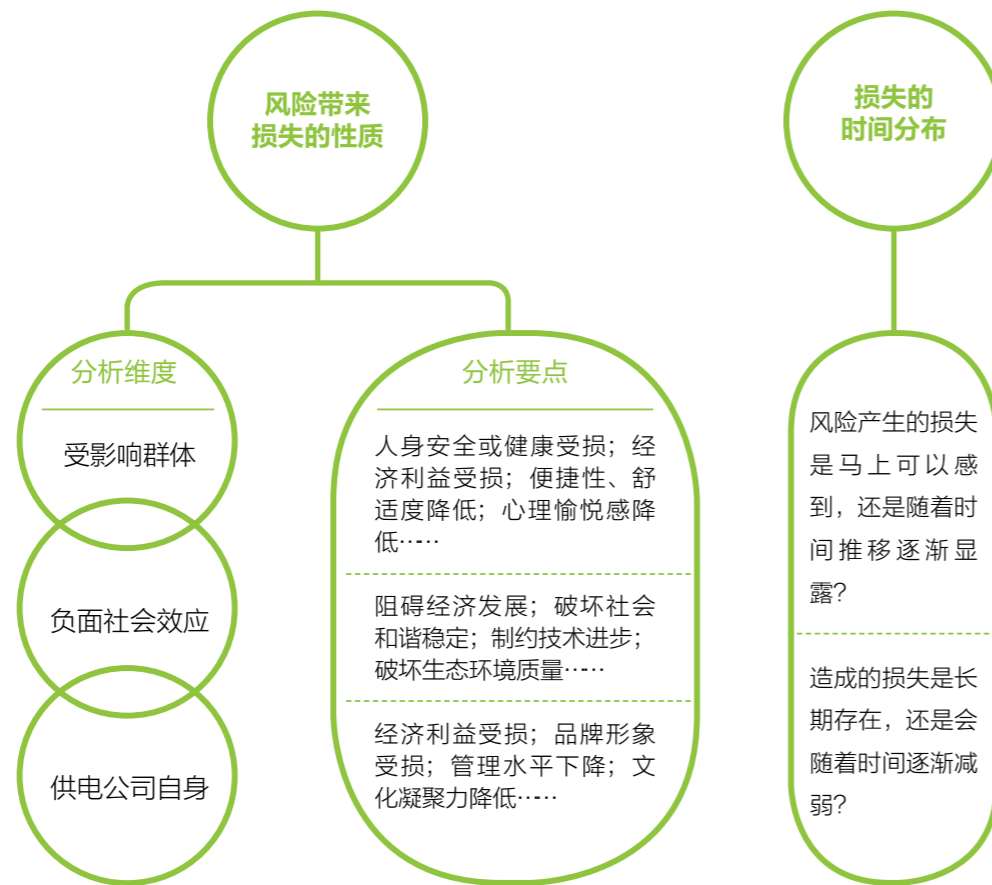 风险带来
损失的性质
分析维度
受影响群体
负面社会效应
供电公司自身
分析要点
人身安全或健康受损；经
济利益受损；便捷性、舒
适度降低；心理愉悦感降
低……
阻碍经济发展；破坏社会
和谐稳定；制约技术进步；
破坏生态环境质量……
经济利益受损；品牌形象
受损；管理水平下降；文
化凝聚力降低……
损失的
时间分布
风险产生的损失
是马上可以感
到，还是随着时
间推移逐渐显
露？
造成的损失是长
期存在，还是会
随着时间逐渐减
弱？